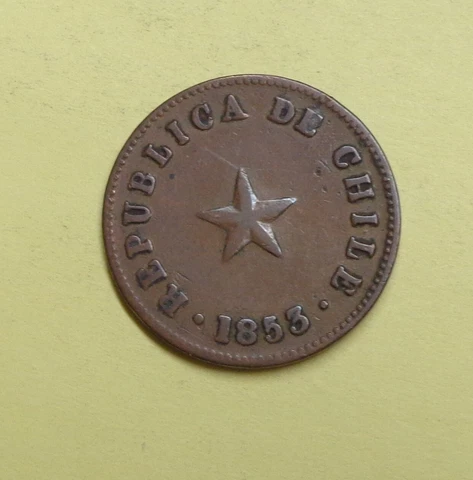 REPUBLICA DE CHILE
· 1853 ·